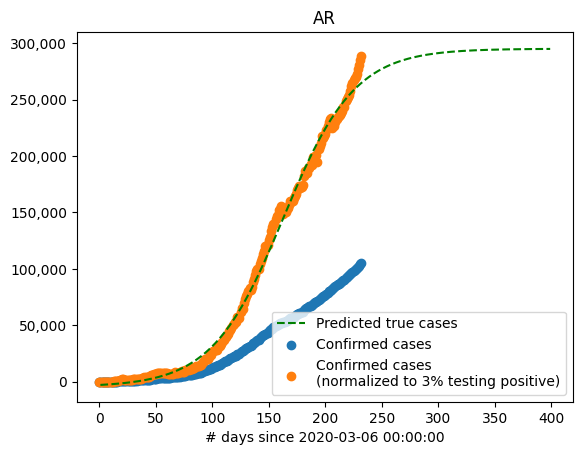 AR
300,000
250,000
200,000
150,000
100,000
50,000
0
Predicted true cases
Confirmed cases
Confirmed cases
(normalized to 3% testing positive)
0 50 100 150 200 250 300 350 400
# days since 2020-03-06 00:00:00